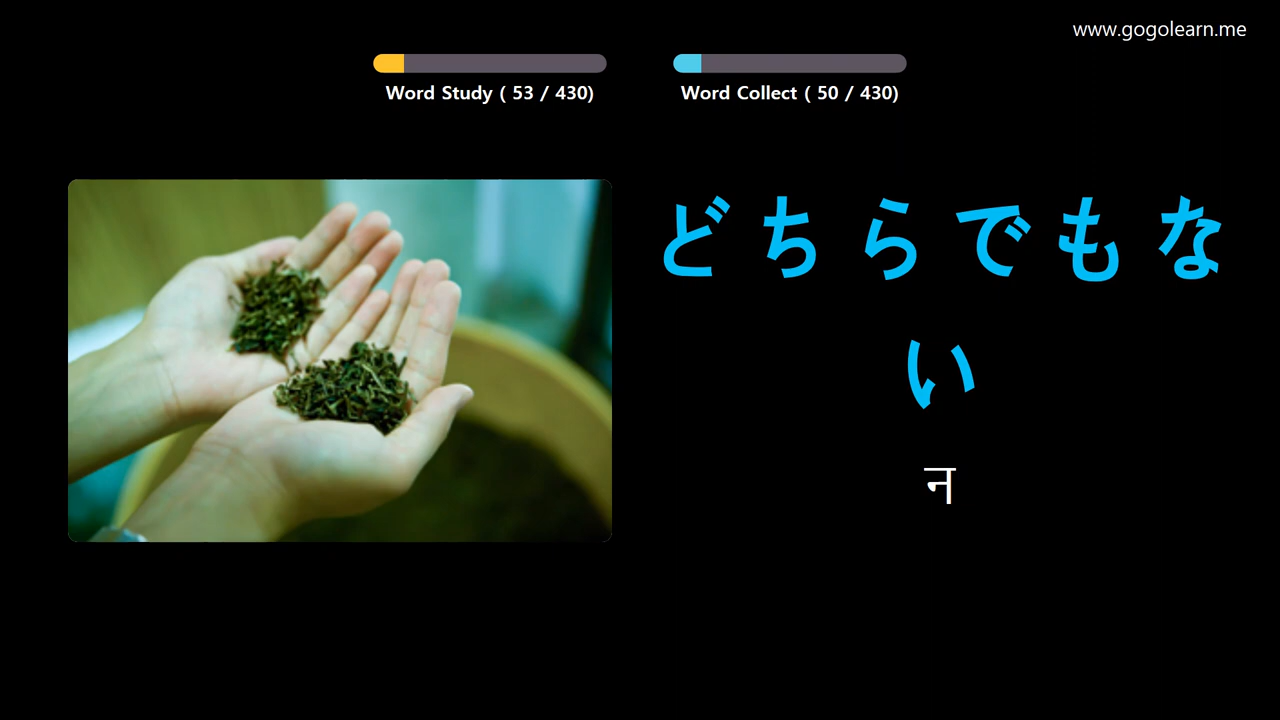 www.gogolearn.me
Word Study ( 53 / 430)
Word Collect ( 50 / 430)
どちらでもな
い
न